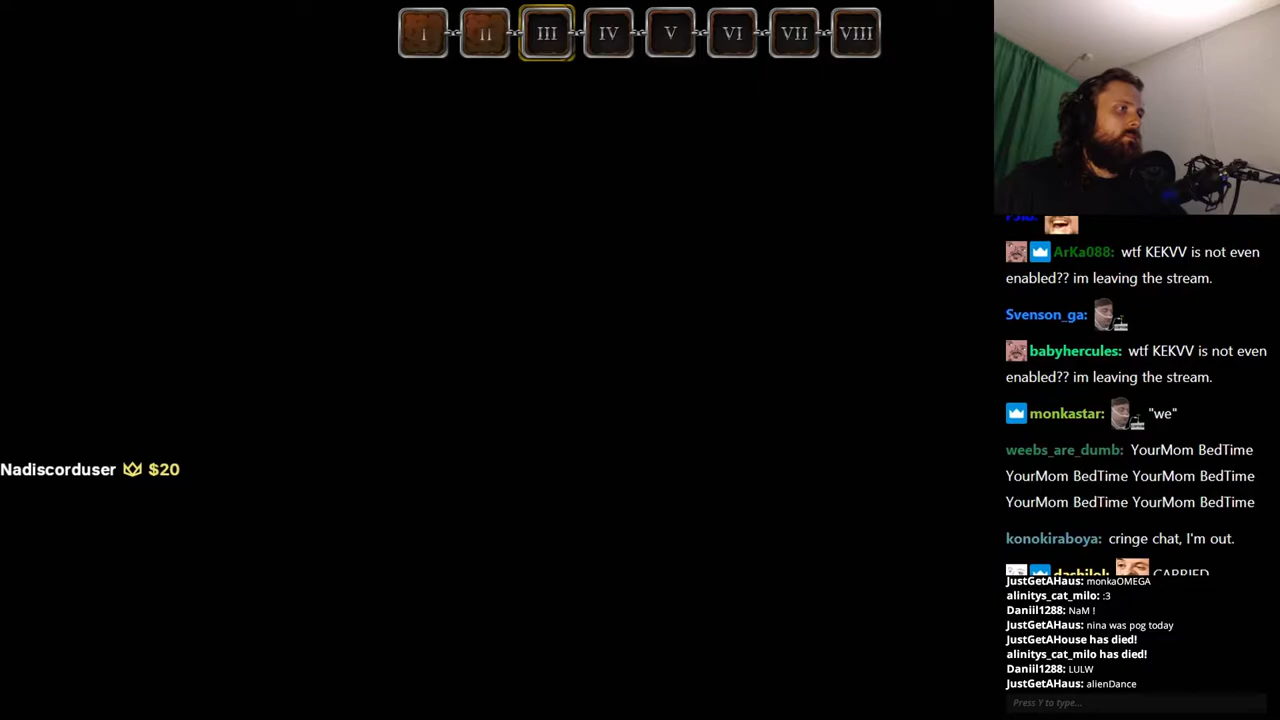 I II III IV V VI VII VIII
ArKa088: wtf KEKVV is not even
enabled?? im leaving the stream.
Svenson_ga:
babyhercules: wtf KEKVV is not even
enabled?? im leaving the stream.
monkastar: "we"
weebs_are_dumb: YourMom BedTime
YourMom BedTime YourMom BedTime
YourMom BedTime YourMom BedTime
konokiraboya: cringe chat, I'm out.
dashilok: CARRIED
JustGetAHaus: monkaOMEGA
alinitys_cat_milo: :3
Daniil1288: NaM !
JustGetAHaus: nina was pog today
JustGetAHouse has died!
alinitys_cat_milo has died!
Daniil1288: LULW
JustGetAHaus: alienDance
Press Y to type...
Nadiscorduser $20